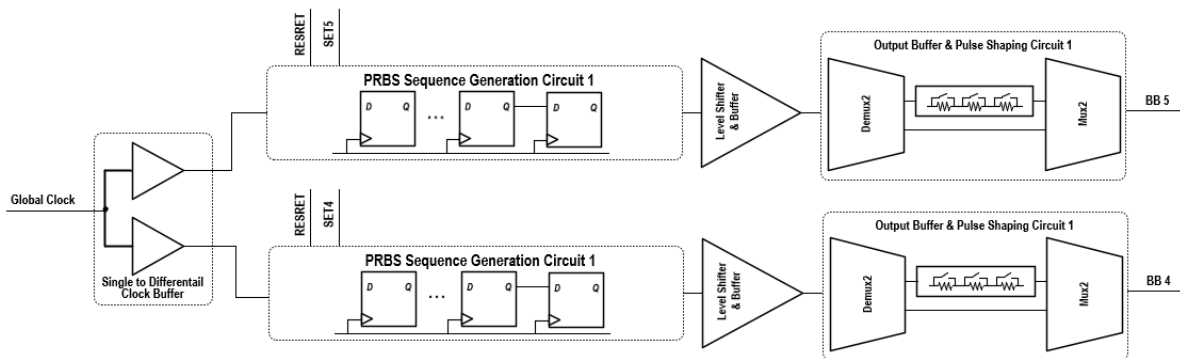 RESRET
SET5
PRBS Sequence Generation Circuit 1
D Q
...
D Q
D Q
Level Shifter
& Buffer
Output Buffer & Pulse Shaping Circuit 1
Demux2
Mux2
BB 5
Global Clock
Single to Differentail
Clock Buffer
RESRET
SET4
PRBS Sequence Generation Circuit 1
D Q
...
D Q
D Q
Level Shifter
& Buffer
Output Buffer & Pulse Shaping Circuit 1
Demux2
Mux2
BB 4